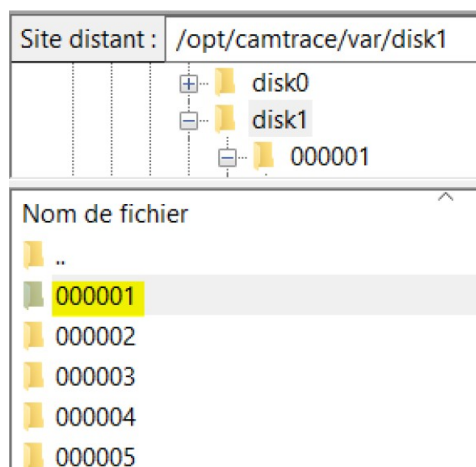 Site distant : /opt/camtrace/var/disk1
disk0
disk1
000001
Nom de fichier
..
000001
000002
000003
000004
000005